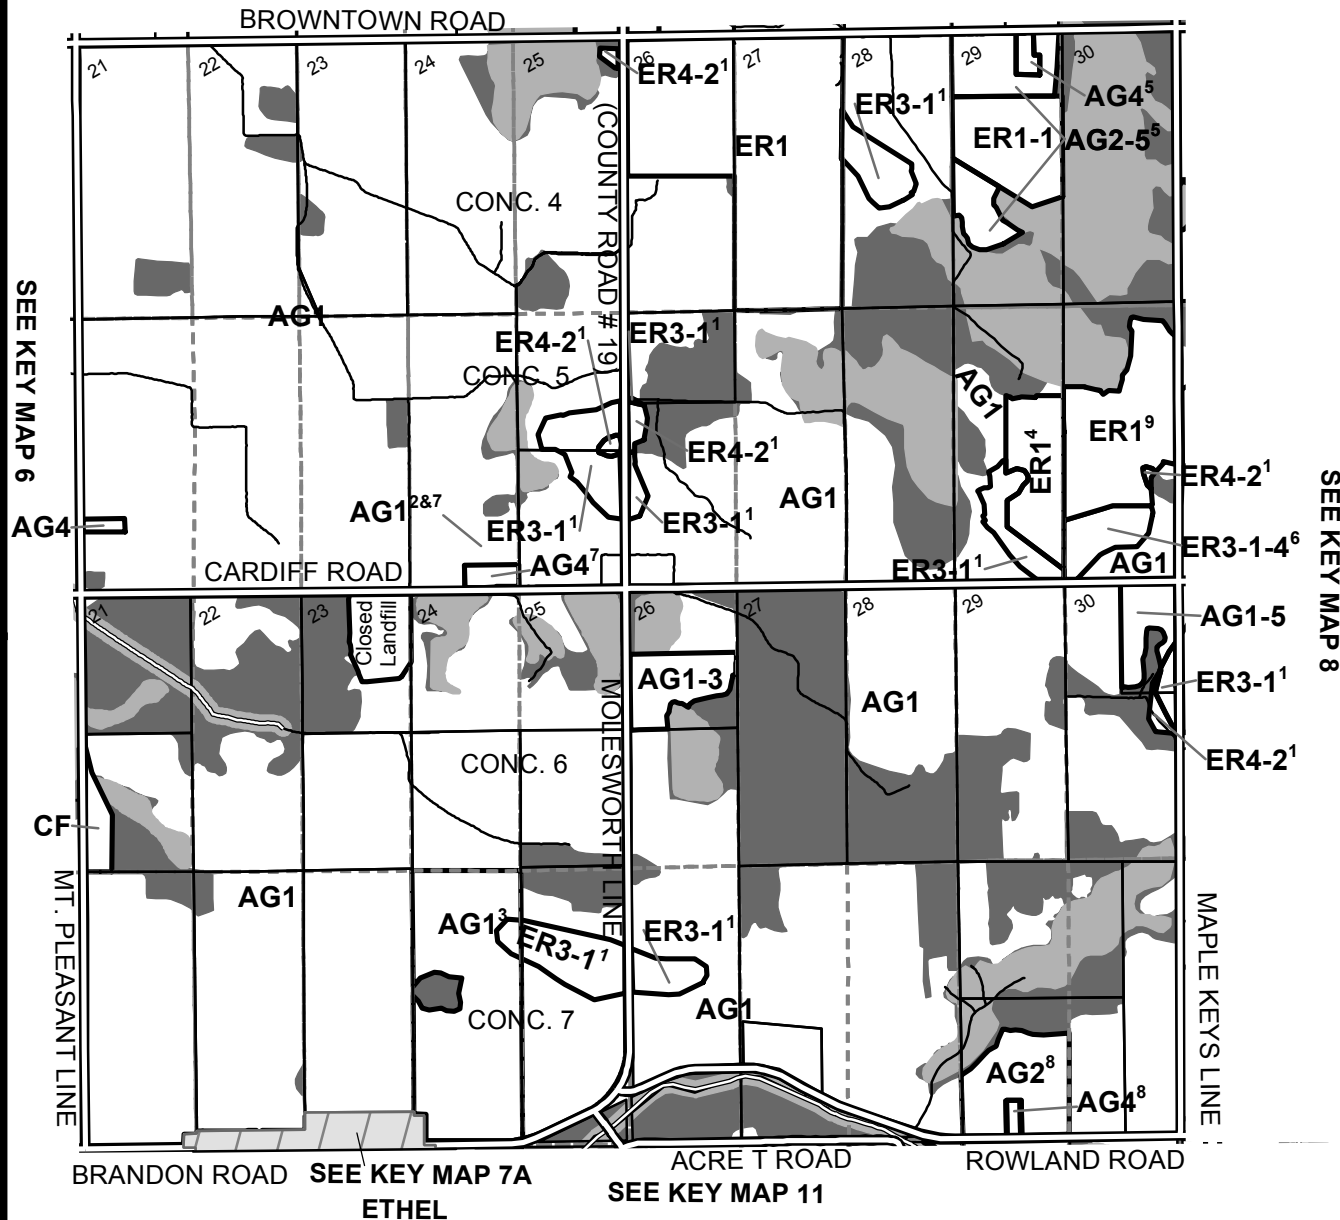 BROWNTOWN ROAD
21
22
23
24
25
26
27
28
29
30
ER4-2¹
ER3-1¹
AG4⁵
ER1-1
AG2-5⁵
ER1
(COUNTY ROAD # 19)
CONC. 4
SEE KEY MAP 6
AG1
ER4-2¹
ER3-1¹
CONC. 5
AG1
ER1⁴
ER1⁹
ER4-2¹
ER4-2¹
SEE KEY MAP 8
AG1
AG1²&⁷
ER3-1¹
ER3-1¹
AG4
ER3-1-4⁶
AG4⁷
ER3-1¹
AG1
CARDIFF ROAD
21
22
23
Closed
Landfill
24
25
26
27
28
29
30
AG1-5
AG1-3
ER3-1¹
AG1
MOLESWORTH LINE
ER4-2¹
CONC. 6
CF
MT. PLEASANT LINE
AG1
AG1³
ER3-1¹
ER3-1¹
MAPLE KEYS LINE
AG1
CONC. 7
AG2⁸
AG4⁸
BRANDON ROAD
SEE KEY MAP 7A
ETHEL
ACRE T ROAD
ROWLAND ROAD
SEE KEY MAP 11